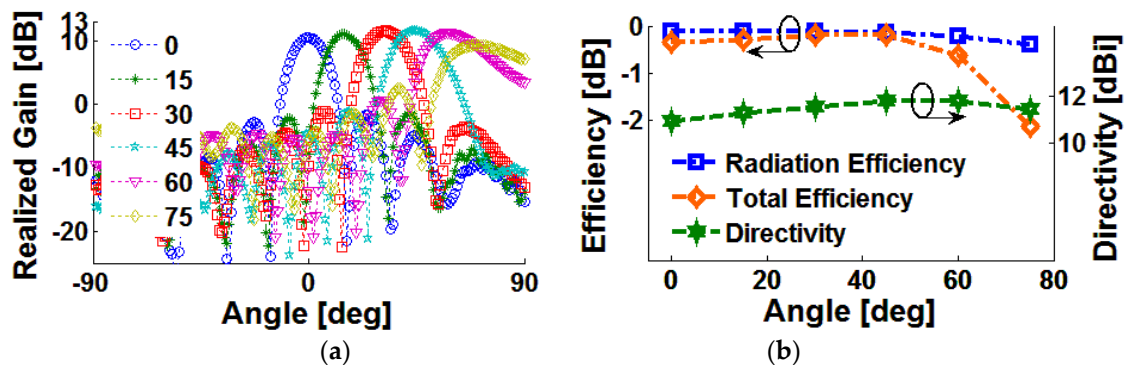 Realized Gain [dB]
13
10
0
-10
-20
0
15
30
45
60
75
-90
0
90
Angle [deg]
(a)
Efficiency [dB]
0
-1
-2
Radiation Efficiency
Total Efficiency
Directivity
12
10
Directivity [dBi]
0
20
40
60
80
Angle [deg]
(b)